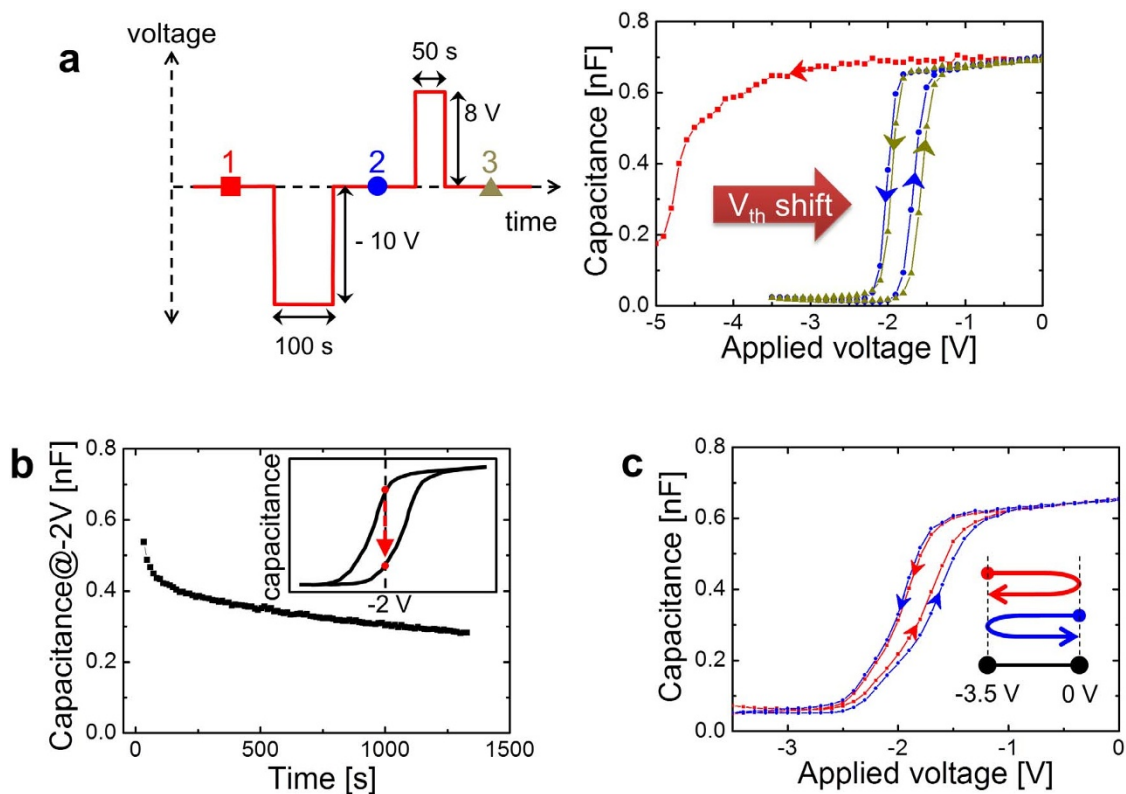 a
voltage
50 s
8 V
1
2
3
time
- 10 V
100 s
Capacitance [nF]
0.8
0.6
0.4
0.2
0.0
V_th shift
-5
-4
-3
-2
-1
0
Applied voltage [V]
b
Capacitance@-2V [nF]
0.8
0.6
0.4
0.2
0.0
capacitance
-2 V
0
500
1000
1500
Time [s]
c
Capacitance [nF]
0.8
0.6
0.4
0.2
0.0
-3.5 V
0 V
-3
-2
-1
0
Applied voltage [V]